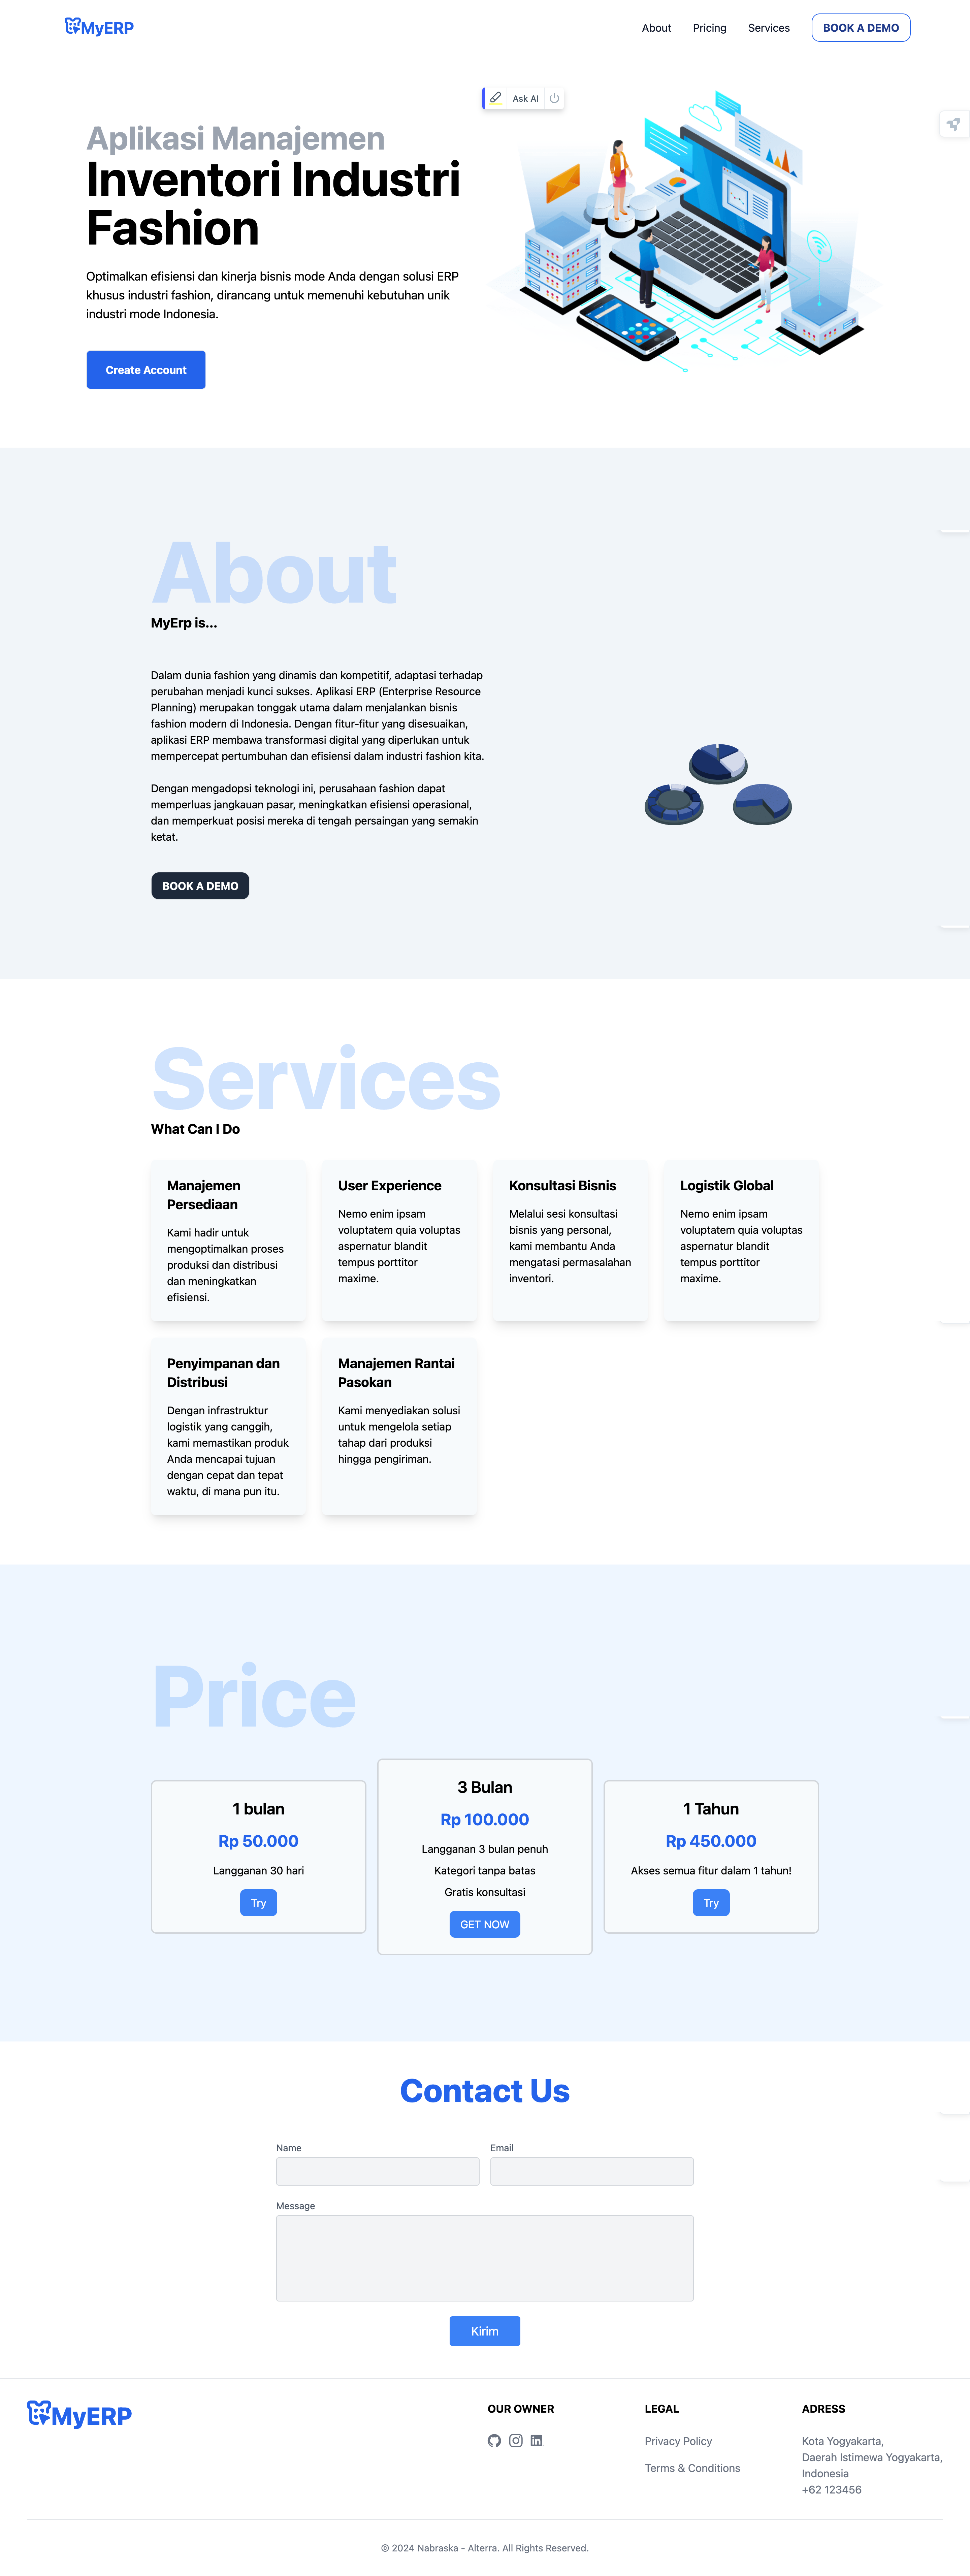 MyERP
About
Pricing
Services
BOOK A DEMO
Ask AI
Aplikasi Manajemen
Inventori Industri
Fashion
Optimalkan efisiensi dan kinerja bisnis mode Anda dengan solusi ERP
khusus industri fashion, dirancang untuk memenuhi kebutuhan unik
industri mode Indonesia.
Create Account
About
MyErp is...
Dalam dunia fashion yang dinamis dan kompetitif, adaptasi terhadap
perubahan menjadi kunci sukses. Aplikasi ERP (Enterprise Resource
Planning) merupakan tonggak utama dalam menjalankan bisnis
fashion modern di Indonesia. Dengan fitur-fitur yang disesuaikan,
aplikasi ERP membawa transformasi digital yang diperlukan untuk
mempercepat pertumbuhan dan efisiensi dalam industri fashion kita.
Dengan mengadopsi teknologi ini, perusahaan fashion dapat
memperluas jangkauan pasar, meningkatkan efisiensi operasional,
dan memperkuat posisi mereka di tengah persaingan yang semakin
ketat.
BOOK A DEMO
Services
What Can I Do
Manajemen
Persediaan
Kami hadir untuk
mengoptimalkan proses
produksi dan distribusi
dan meningkatkan
efisiensi.
User Experience
Nemo enim ipsam
voluptatem quia voluptas
aspernatur blandit
tempus porttitor
maxime.
Konsultasi Bisnis
Melalui sesi konsultasi
bisnis yang personal,
kami membantu Anda
mengatasi permasalahan
inventori.
Logistik Global
Nemo enim ipsam
voluptatem quia voluptas
aspernatur blandit
tempus porttitor
maxime.
Penyimpanan dan
Distribusi
Dengan infrastruktur
logistik yang canggih,
kami memastikan produk
Anda mencapai tujuan
dengan cepat dan tepat
waktu, di mana pun itu.
Manajemen Rantai
Pasokan
Kami menyediakan solusi
untuk mengelola setiap
tahap dari produksi
hingga pengiriman.
Price
1 bulan
Rp 50.000
Langganan 30 hari
Try
3 Bulan
Rp 100.000
Langganan 3 bulan penuh
Kategori tanpa batas
Gratis konsultasi
GET NOW
1 Tahun
Rp 450.000
Akses semua fitur dalam 1 tahun!
Try
Contact Us
Name
Email
Message
Kirim
MyERP
OUR OWNER
LEGAL
Privacy Policy
Terms & Conditions
ADRESS
Kota Yogyakarta,
Daerah Istimewa Yogyakarta,
Indonesia
+62 123456
© 2024 Nabraska - Alterra. All Rights Reserved.